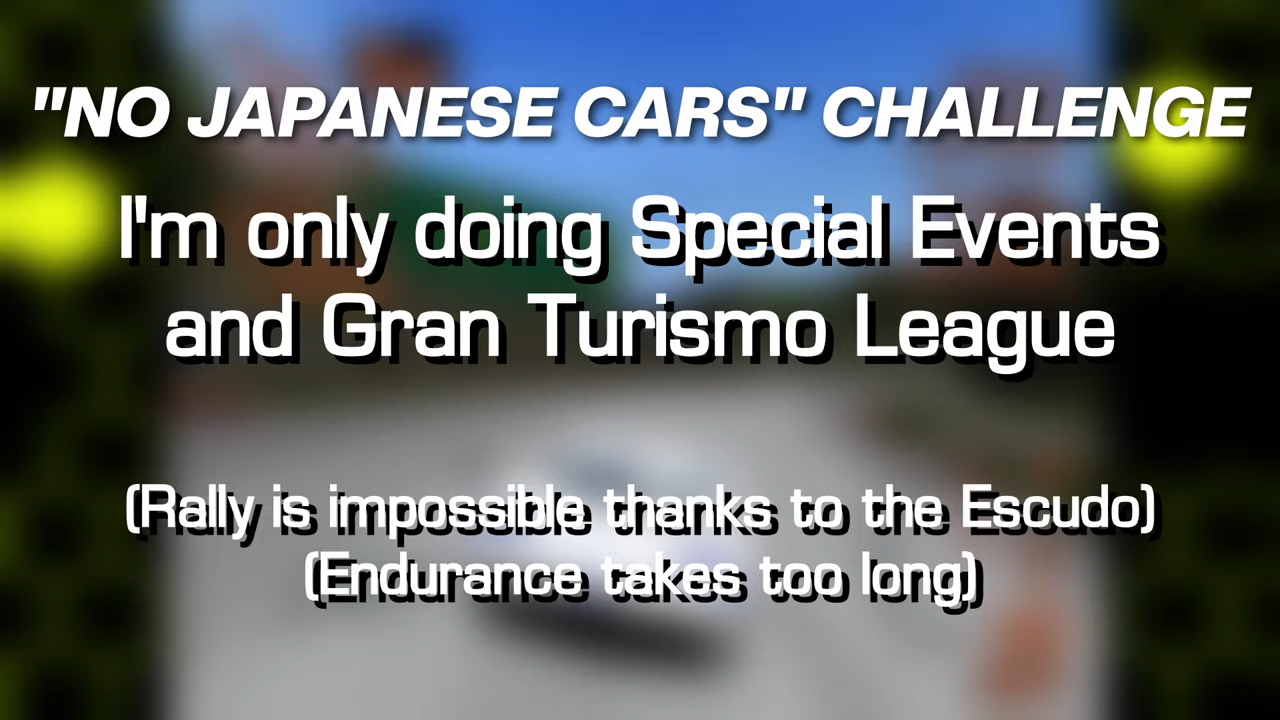 "NO JAPANESE CARS" CHALLENGE
I'm only doing Special Events
and Gran Turismo League
(Rally is impossible thanks to the Escudo)
(Endurance takes too long)